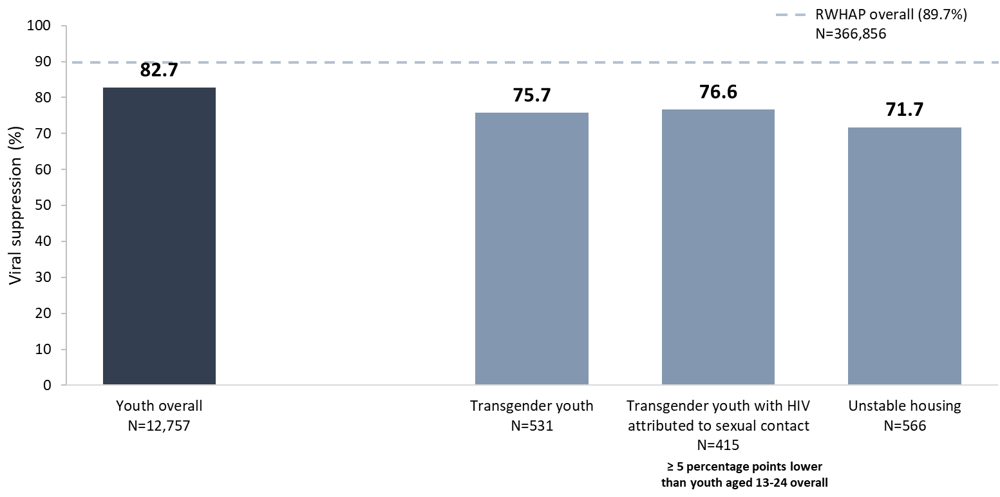 RWHAP overall (89.7%)
N=366,856
Viral suppression (%)
100
90
80
70
60
50
40
30
20
10
0
82.7
75.7
76.6
71.7
Youth overall
N=12,757
Transgender youth
N=531
Transgender youth with HIV
attributed to sexual contact
N=415
Unstable housing
N=566
≥ 5 percentage points lower
than youth aged 13-24 overall